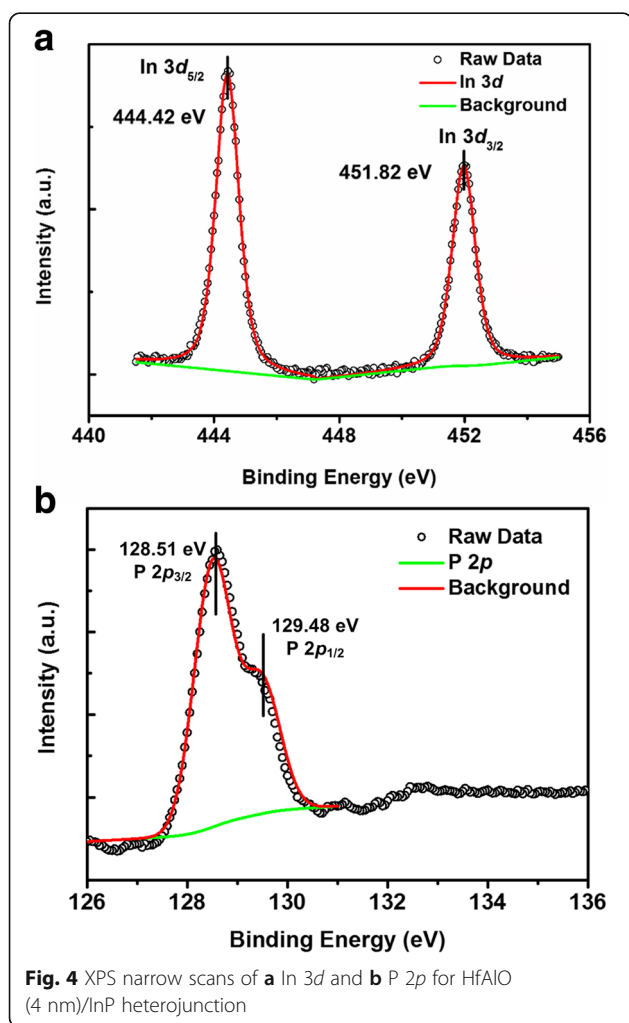 a
In 3d5/2
444.42 eV
Raw Data
In 3d
Background
In 3d3/2
451.82 eV
Intensity (a.u.)
440 444 448 452 456
Binding Energy (eV)
b
128.51 eV
P 2p3/2
129.48 eV
P 2p1/2
Raw Data
P 2p
Background
Intensity (a.u.)
126 128 130 132 134 136
Binding Energy (eV)
Fig. 4 XPS narrow scans of a In 3d and b P 2p for HfAlO
(4 nm)/InP heterojunction